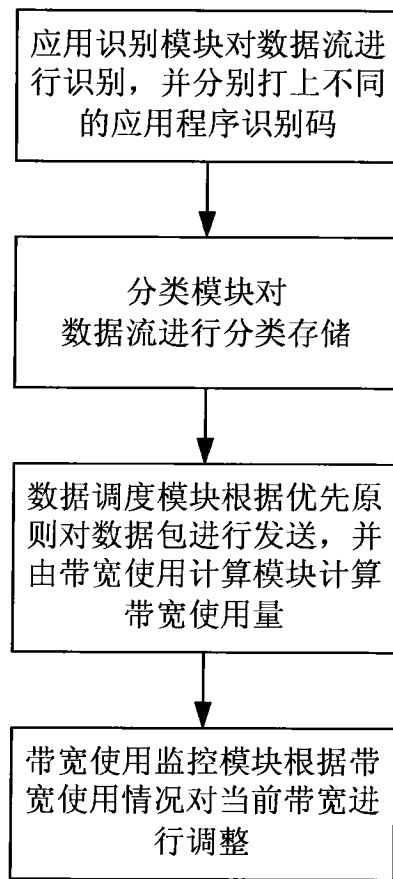 应用识别模块对数据流进
行识别，并分别打上不同
的应用程序识别码
分类模块对
数据流进行分类存储
数据调度模块根据优先原
则对数据包进行发送，并
由带宽使用计算模块计算
带宽使用量
带宽使用监控模块根据带
宽使用情况对当前带宽进
行调整